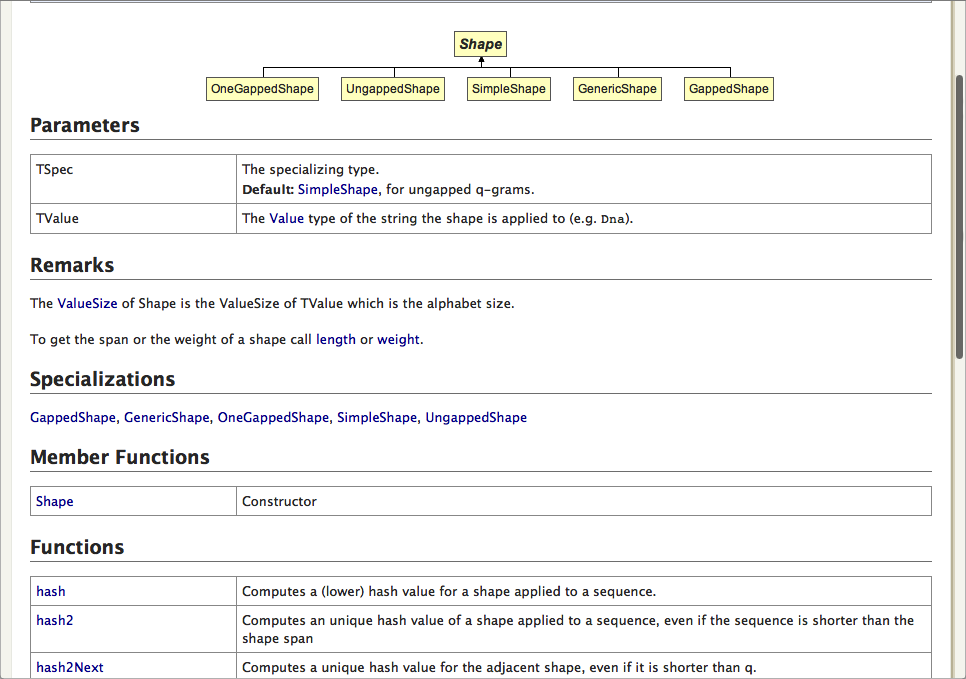 Shape
OneGappedShape UngappedShape SimpleShape GenericShape GappedShape
Parameters
TSpec The specializing type.
Default: SimpleShape, for ungapped q-grams.
TValue The Value type of the string the shape is applied to (e.g. Dna).
Remarks
The ValueSize of Shape is the ValueSize of TValue which is the alphabet size.
To get the span or the weight of a shape call length or weight.
Specializations
GappedShape, GenericShape, OneGappedShape, SimpleShape, UngappedShape
Member Functions
Shape Constructor
Functions
hash Computes a (lower) hash value for a shape applied to a sequence.
hash2 Computes an unique hash value of a shape applied to a sequence, even if the sequence is shorter than the
shape span
hash2Next Computes a unique hash value for the adjacent shape, even if it is shorter than q.